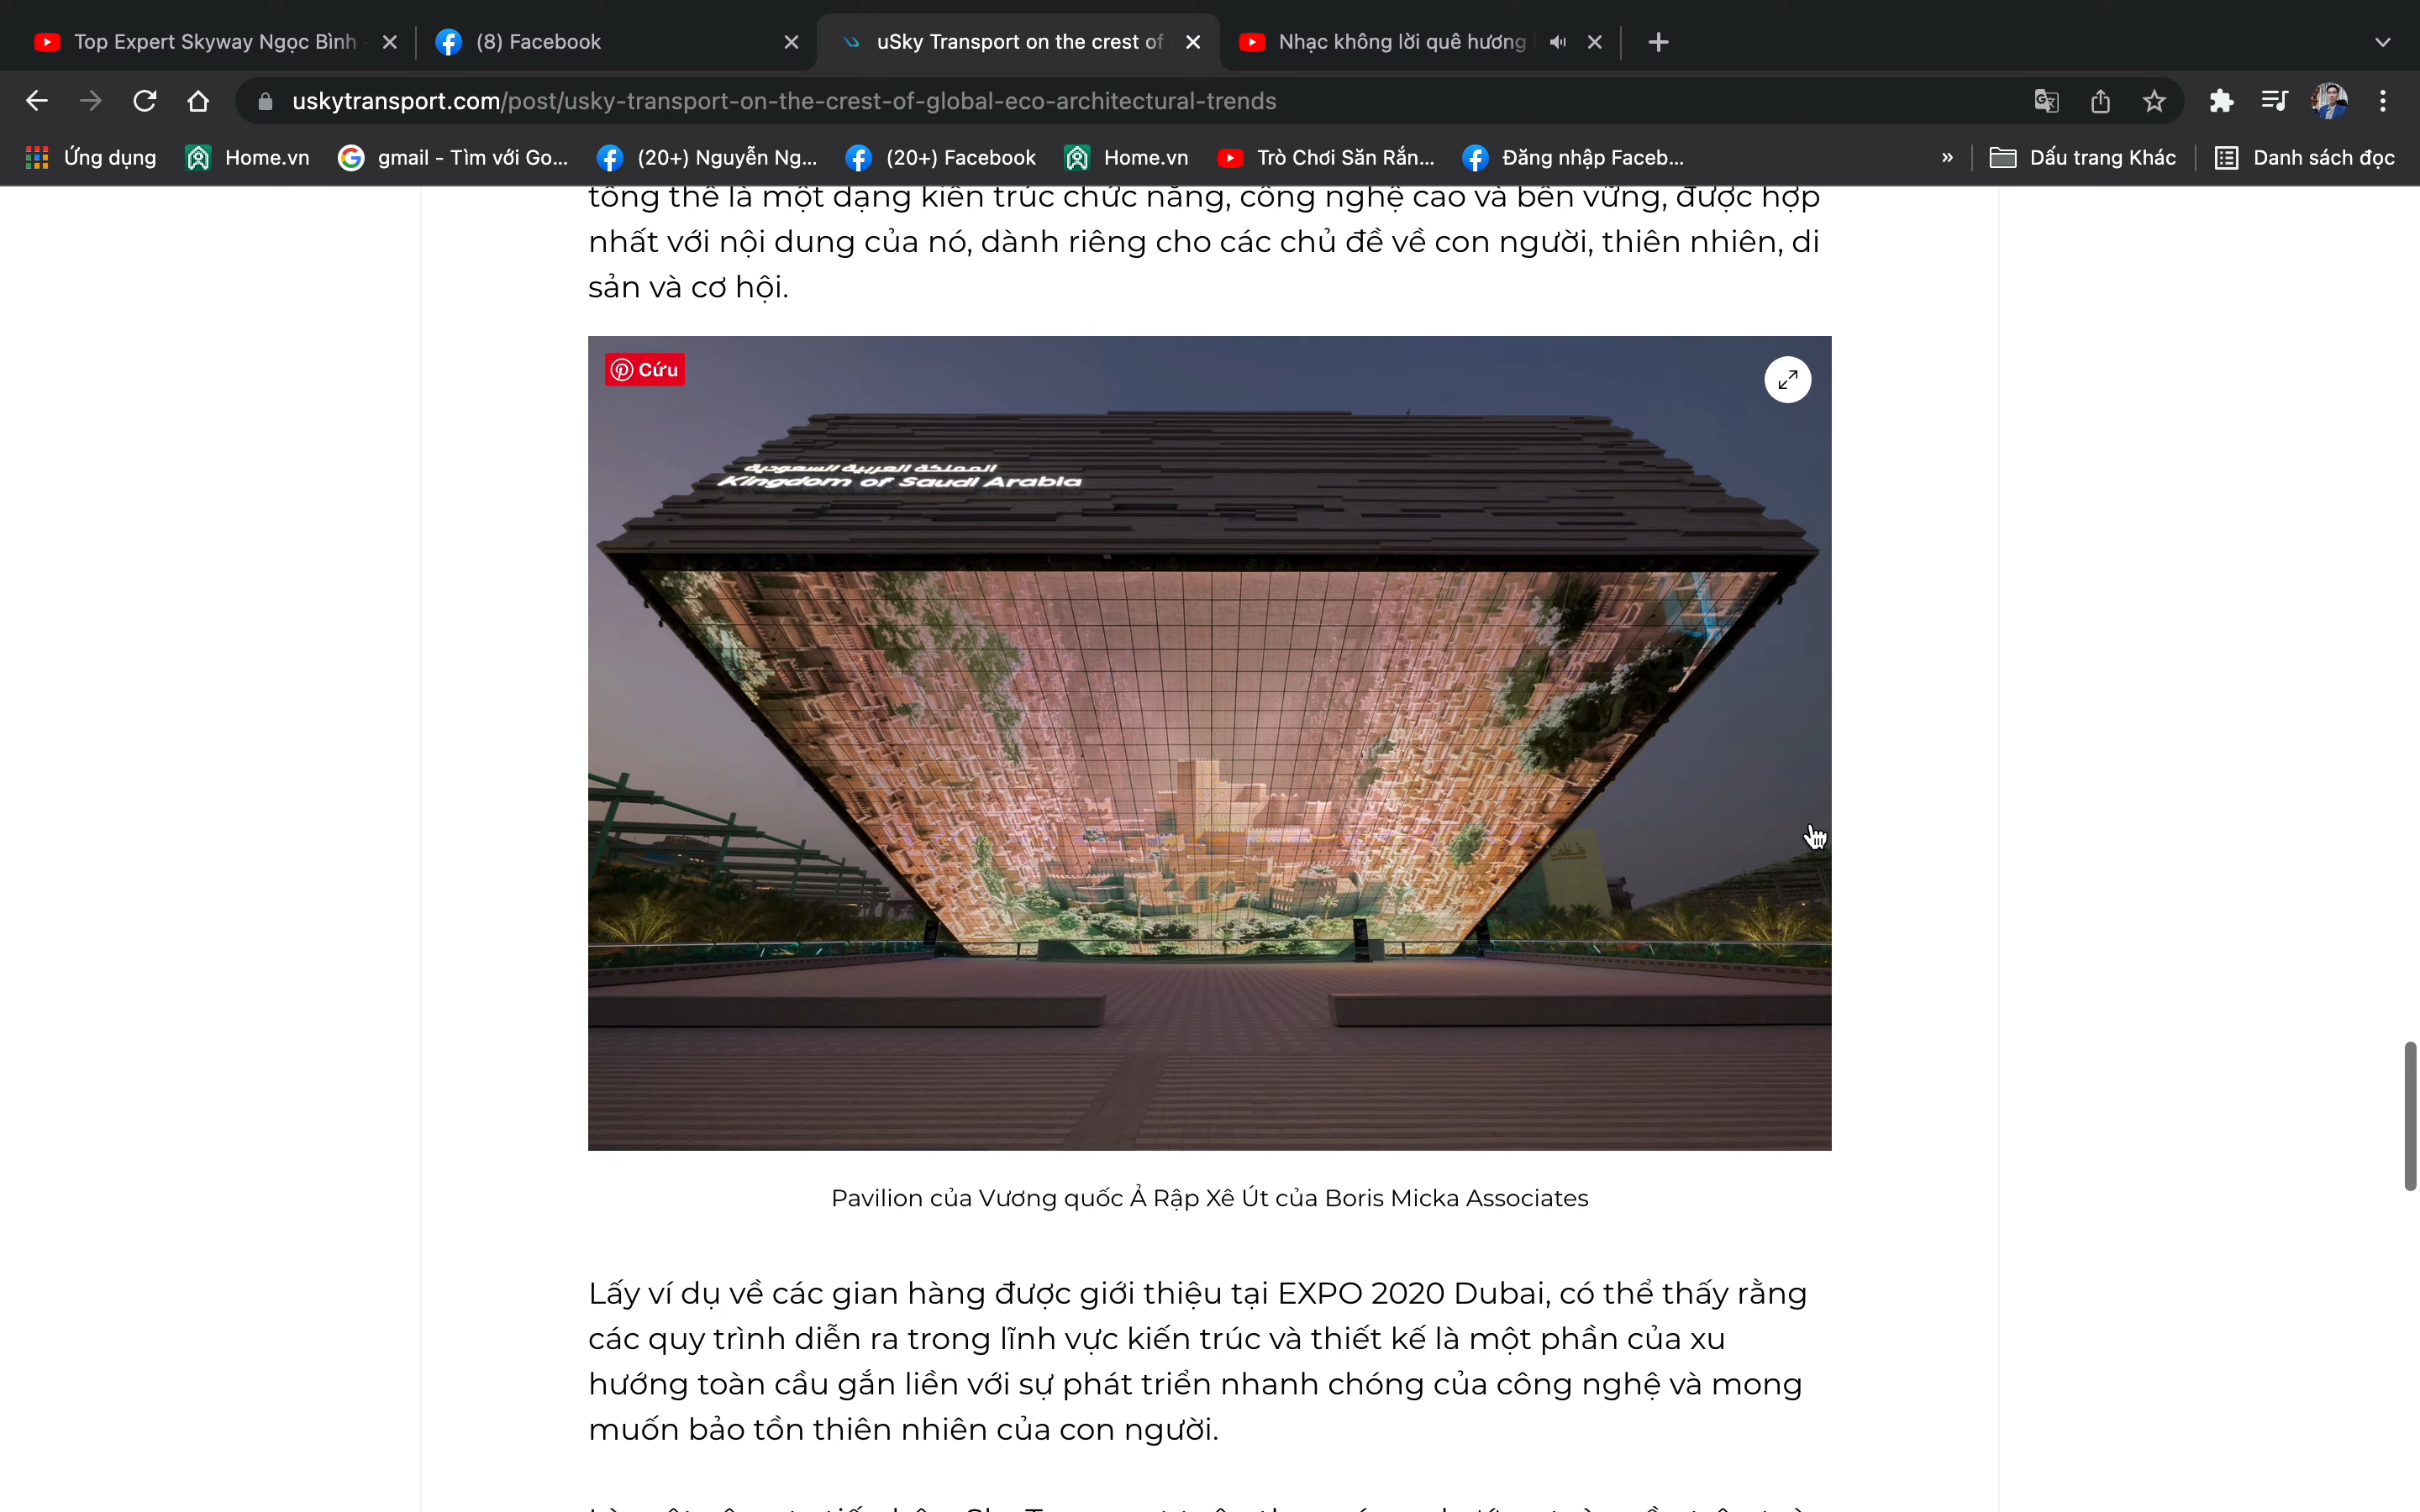 Top Expert Skyway Ngọc Bình
(8) Facebook
uSky Transport on the crest of
Nhạc không lời quê hương
uskytransport.com/post/usky-transport-on-the-crest-of-global-eco-architectural-trends
Ứng dụng
Home.vn
gmail - Tìm với Go...
(20+) Nguyễn Ng...
(20+) Facebook
Home.vn
Trò Chơi Săn Rắn...
Đăng nhập Faceb...
»
Dấu trang Khác
Danh sách đọc
tổng thể là một dạng kiến trúc chức năng, công nghệ cao và bền vững, được hợp
nhất với nội dung của nó, dành riêng cho các chủ đề về con người, thiên nhiên, di
sản và cơ hội.
Cứu
المملكة العربية السعودية
Kingdom of Saudi Arabia
Pavilion của Vương quốc Ả Rập Xê Út của Boris Micka Associates
Lấy ví dụ về các gian hàng được giới thiệu tại EXPO 2020 Dubai, có thể thấy rằng
các quy trình diễn ra trong lĩnh vực kiến trúc và thiết kế là một phần của xu
hướng toàn cầu gắn liền với sự phát triển nhanh chóng của công nghệ và mong
muốn bảo tồn thiên nhiên của con người.